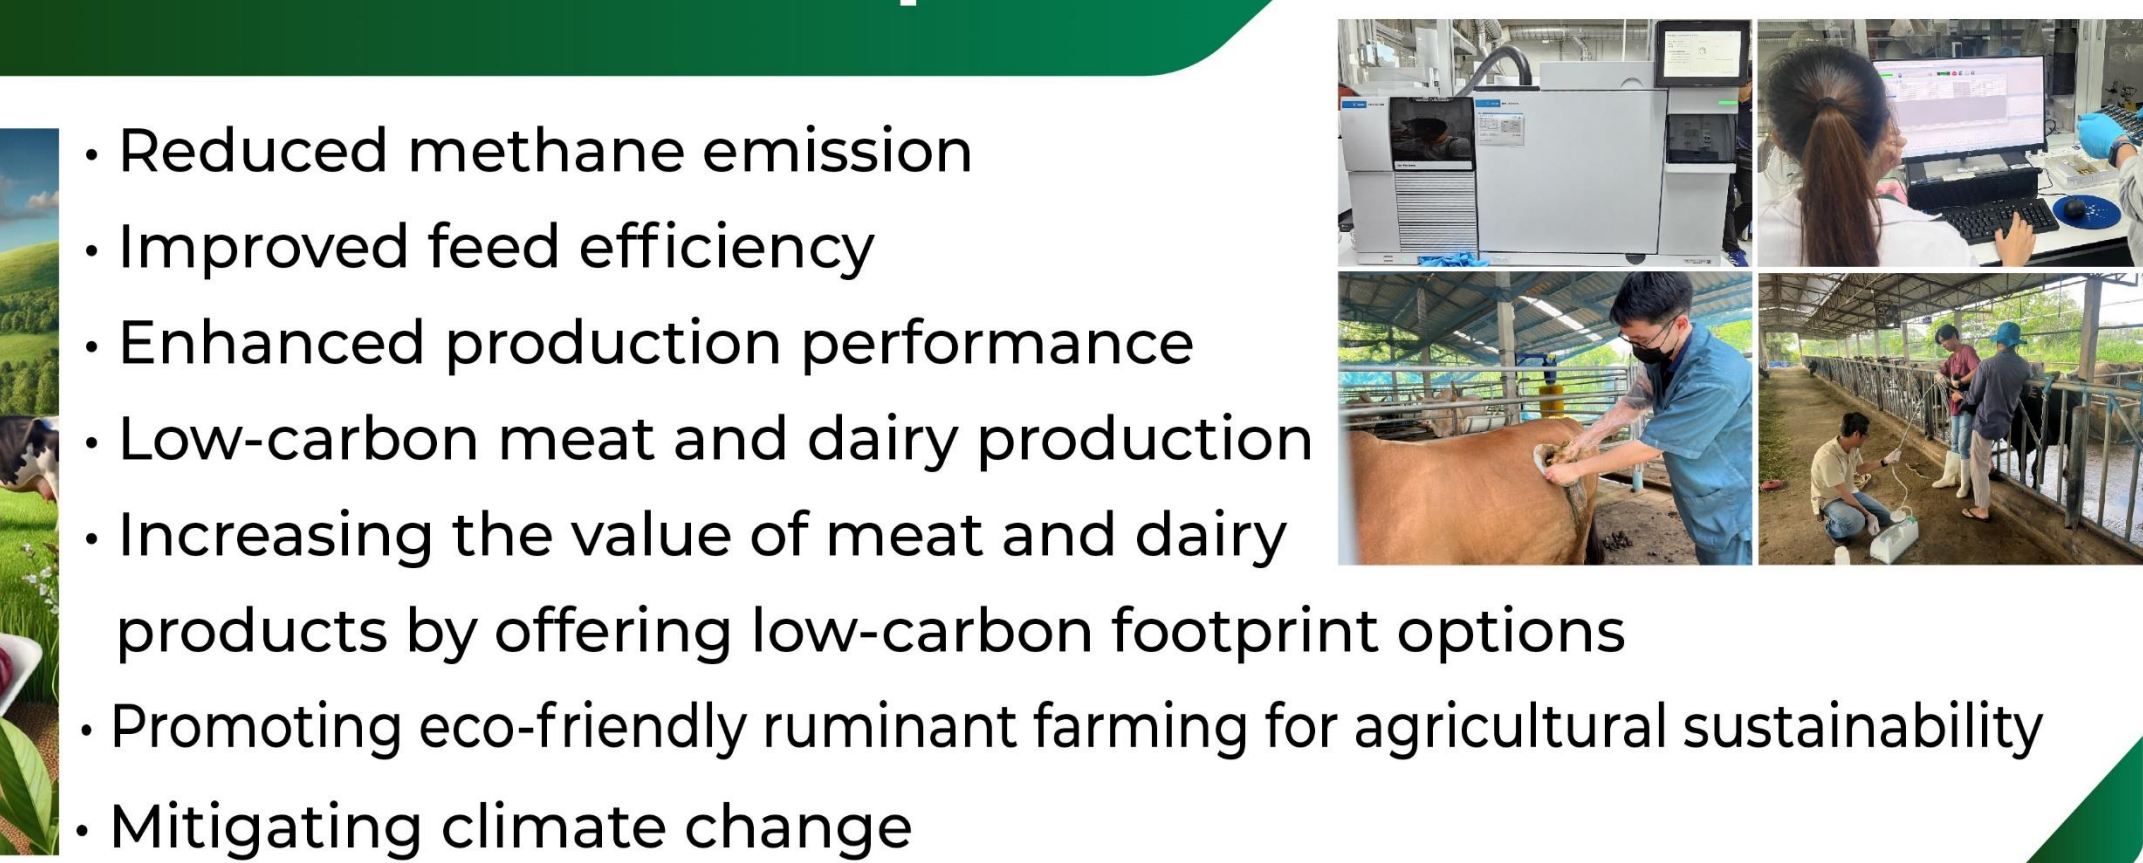 • Reduced methane emission
• Improved feed efficiency
• Enhanced production performance
• Low-carbon meat and dairy production
• Increasing the value of meat and dairy
products by offering low-carbon footprint options
• Promoting eco-friendly ruminant farming for agricultural sustainability
• Mitigating climate change